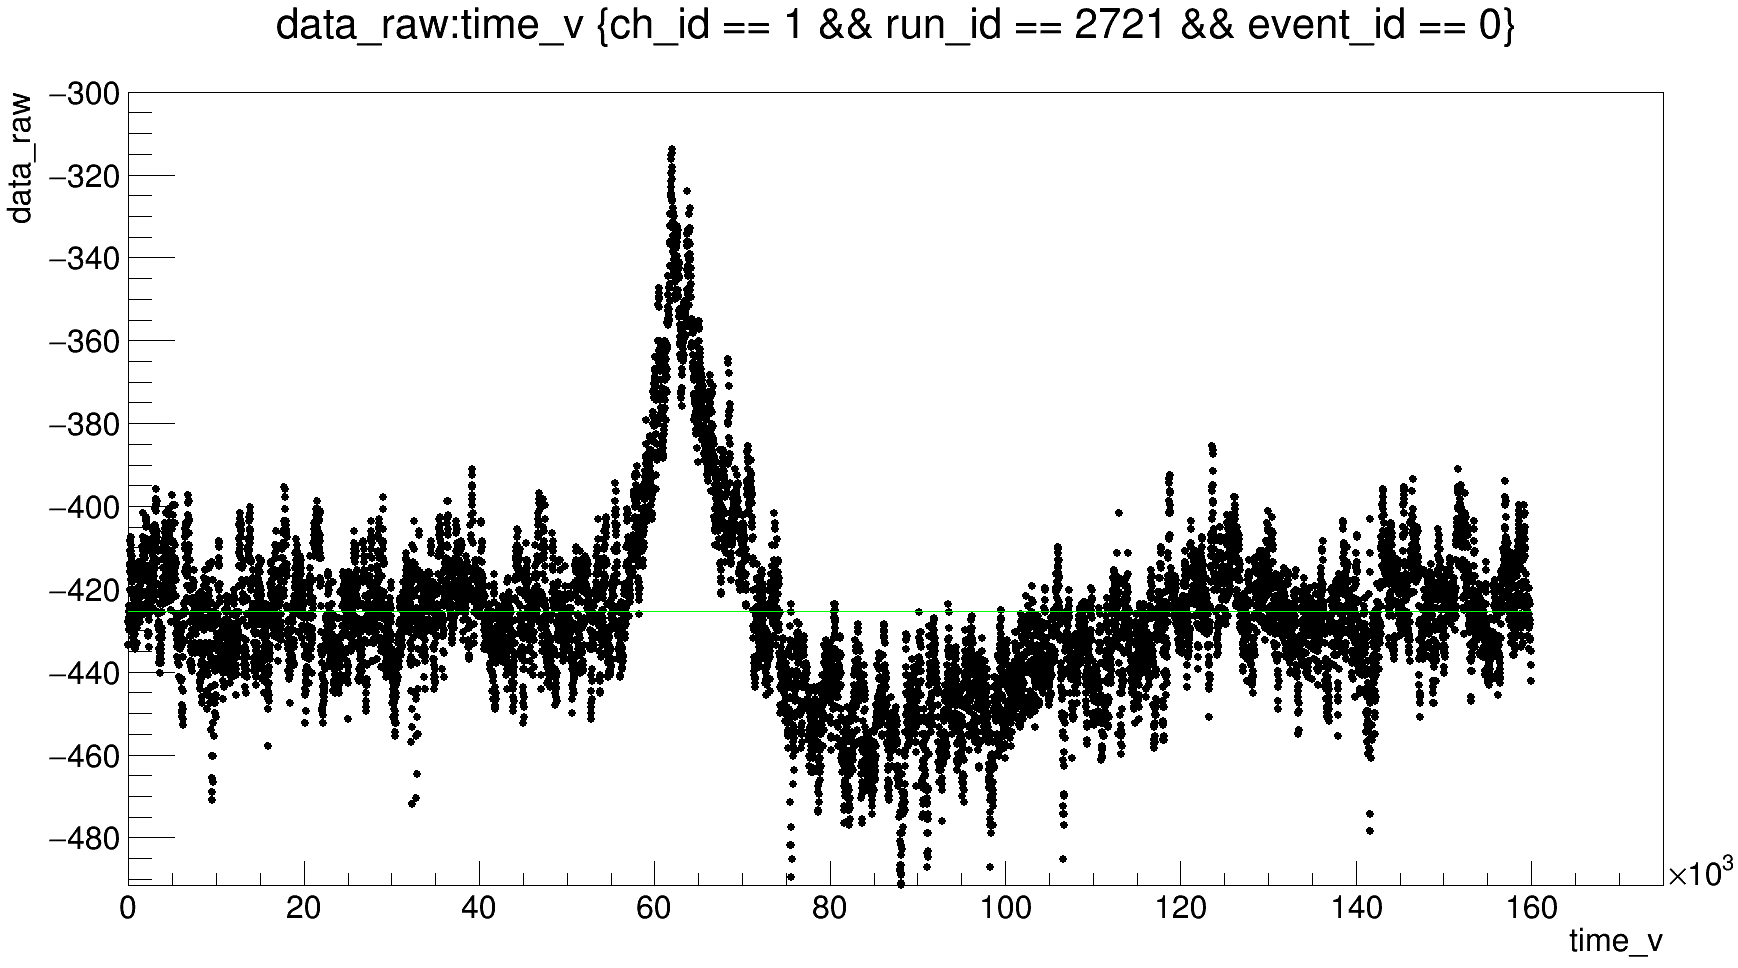 data_raw:time_v {ch_id == 1 && run_id == 2721 && event_id == 0}
data_raw
−300
−320
−340
−360
−380
−400
−420
−440
−460
−480
0 20 40 60 80 100 120 140 160
×10³
time_v